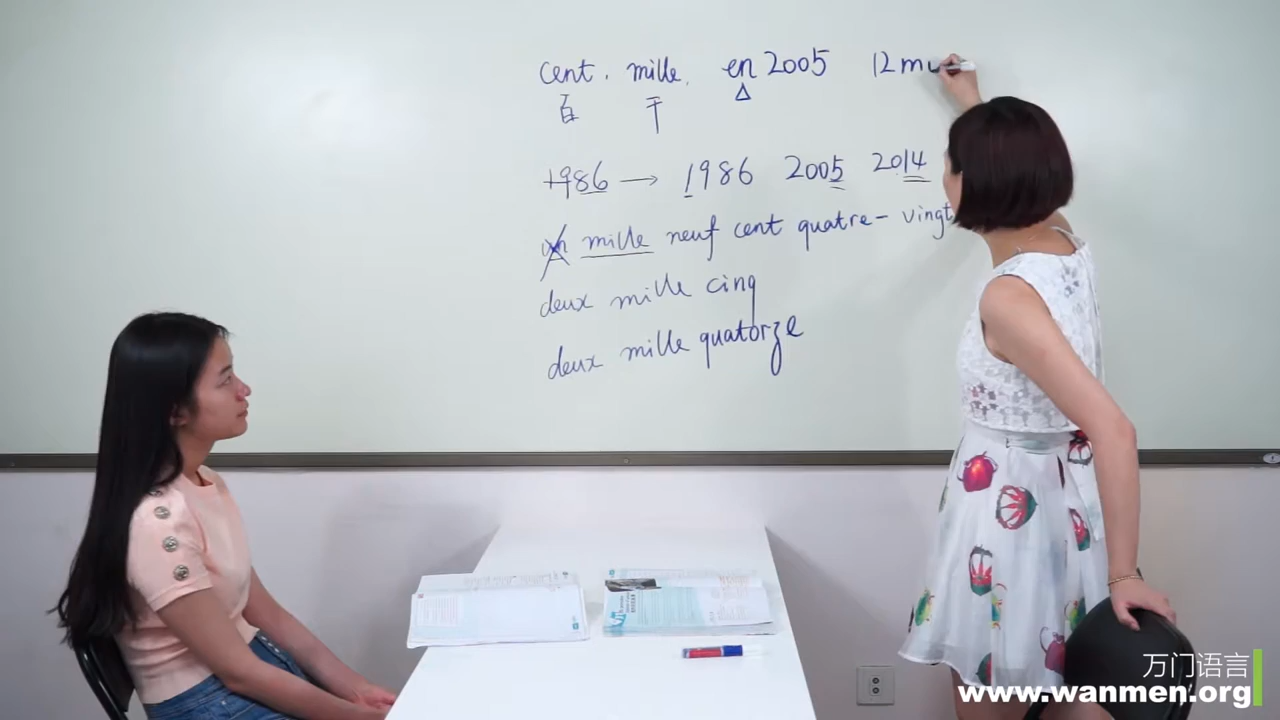 cent. mille. en 2005 12 m
百 千 Δ
1986 → 1986 2005 2014
un mille neuf cent quatre-vingt
deux mille cinq
deux mille quatorze
万门语言
www.wanmen.org